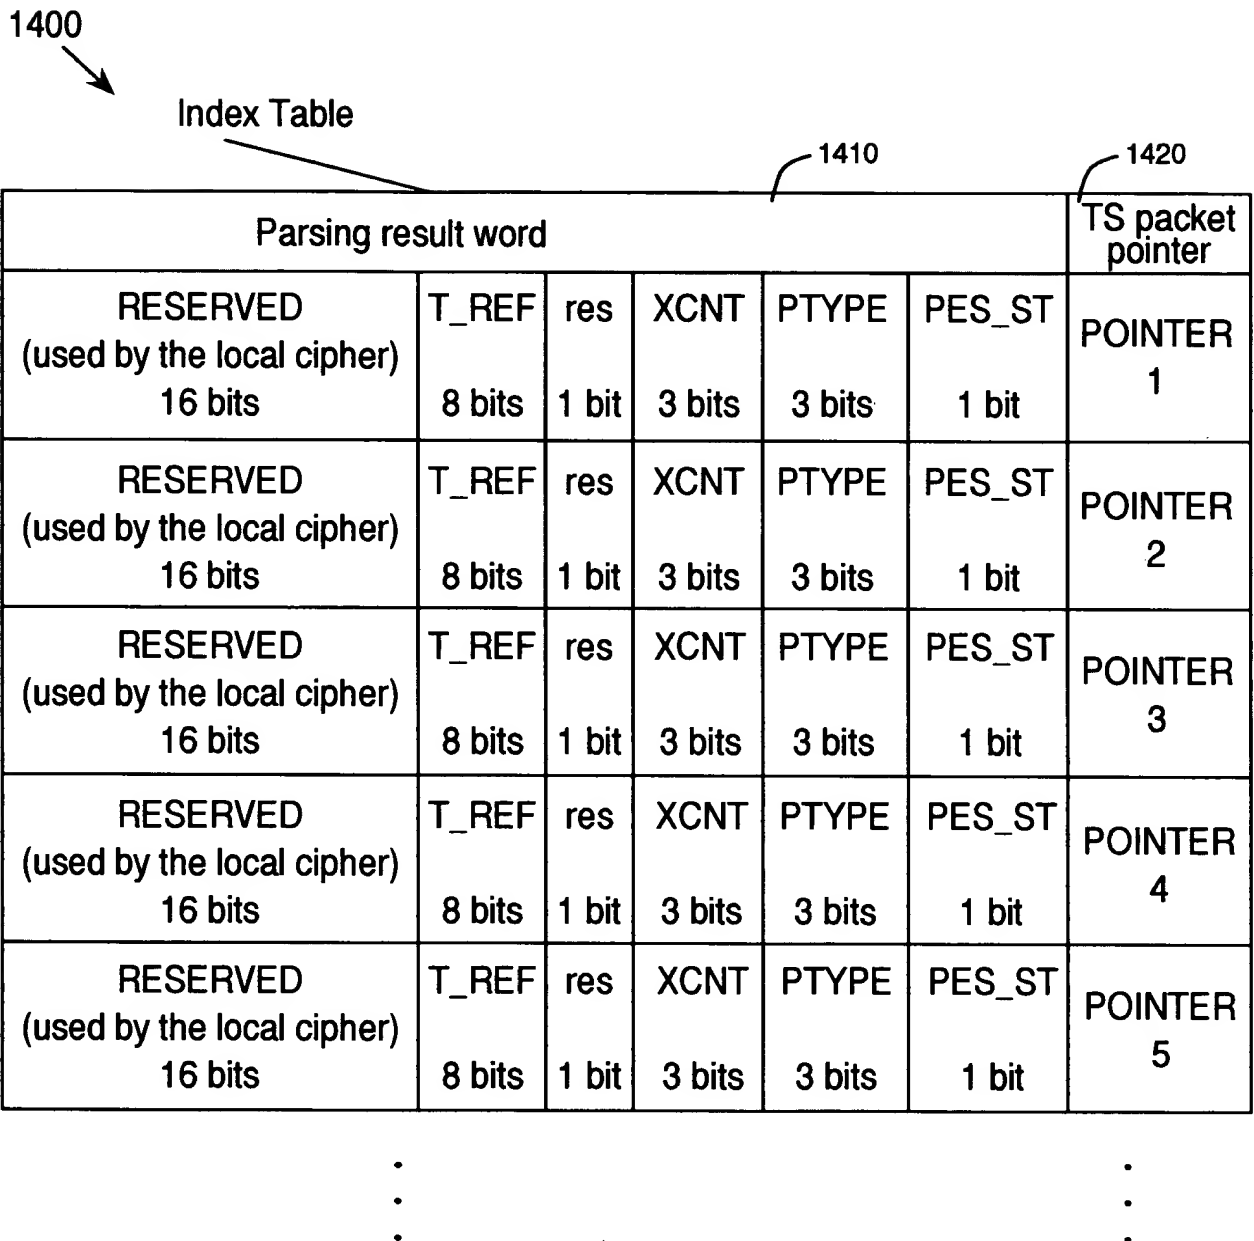 1400
Index Table
1410
1420
Parsing result word
TS packet
pointer
RESERVED T_REF res XCNT PTYPE PES_ST
(used by the local cipher)
POINTER
1
16 bits 8 bits 1 bit 3 bits 3 bits 1 bit
RESERVED T_REF res XCNT PTYPE PES_ST
(used by the local cipher)
POINTER
2
16 bits 8 bits 1 bit 3 bits 3 bits 1 bit
RESERVED T_REF res XCNT PTYPE PES_ST
(used by the local cipher)
POINTER
3
16 bits 8 bits 1 bit 3 bits 3 bits 1 bit
RESERVED T_REF res XCNT PTYPE PES_ST
(used by the local cipher)
POINTER
4
16 bits 8 bits 1 bit 3 bits 3 bits 1 bit
RESERVED T_REF res XCNT PTYPE PES_ST
(used by the local cipher)
POINTER
5
16 bits 8 bits 1 bit 3 bits 3 bits 1 bit